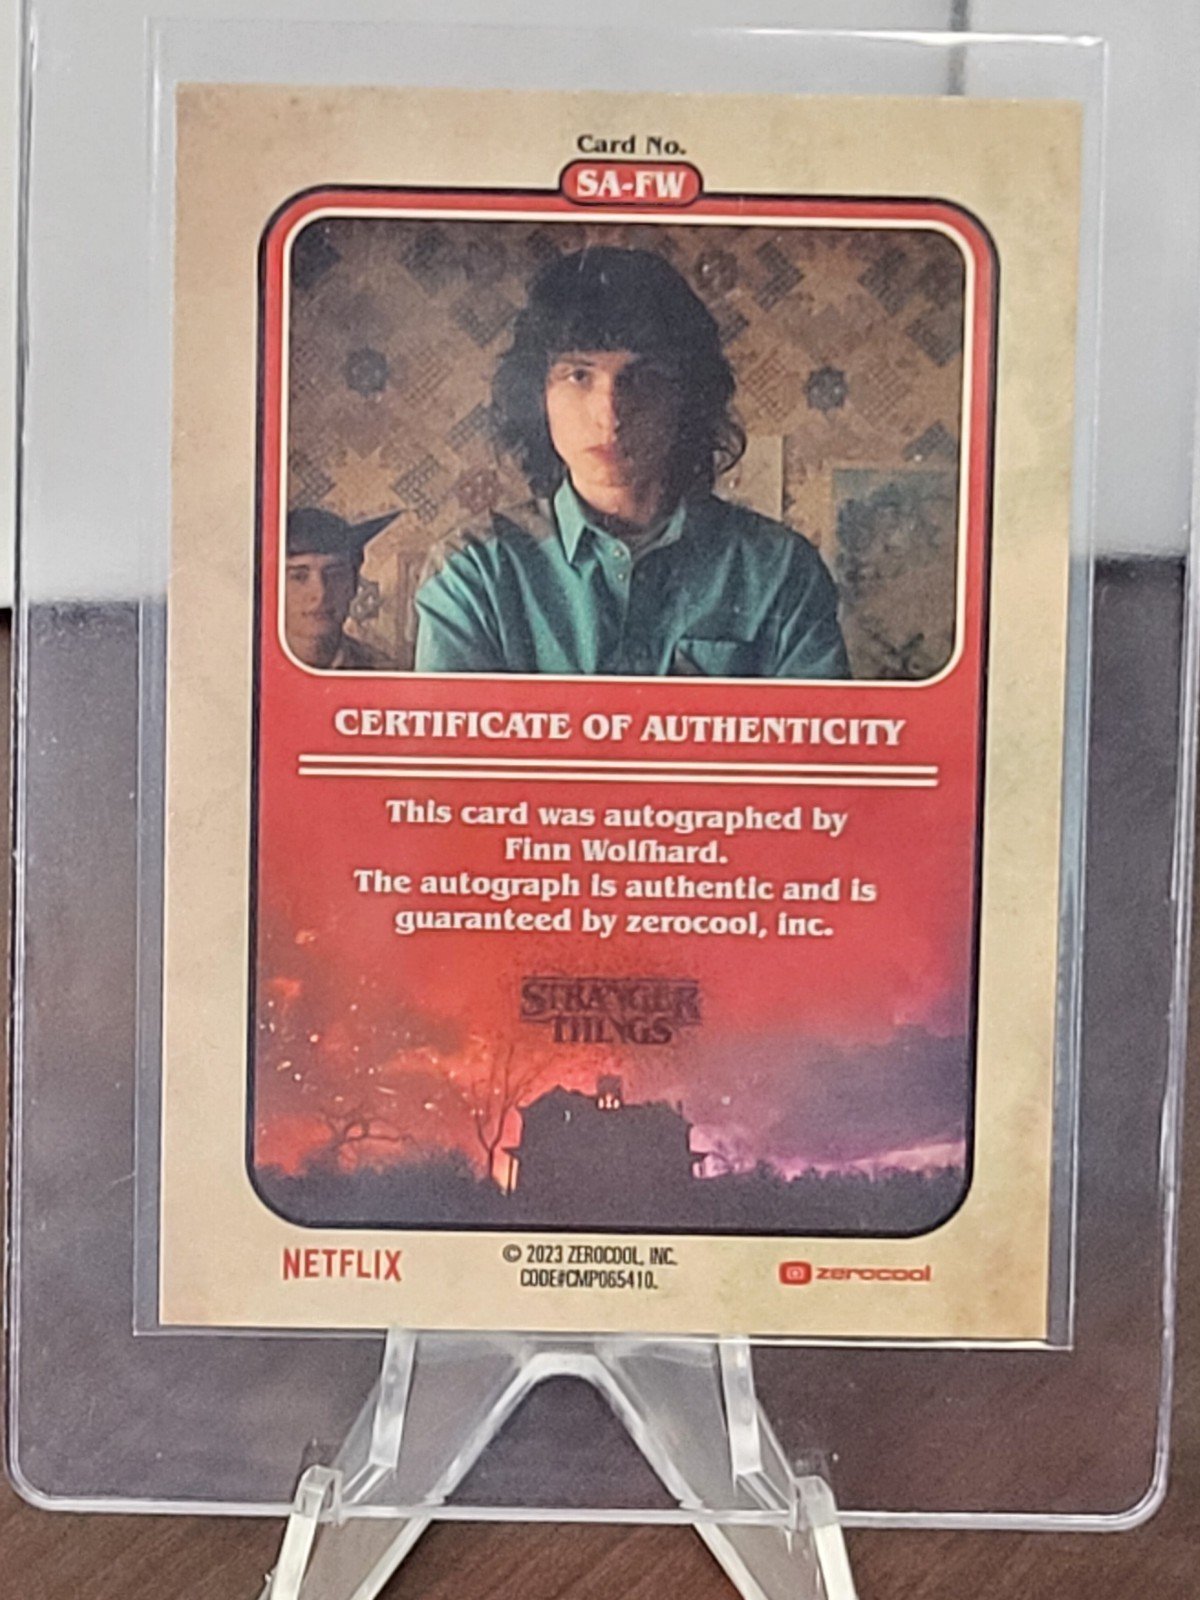 Card No.
SA-FW
CERTIFICATE OF AUTHENTICITY
This card was autographed by
Finn Wolfhard.
The autograph is authentic and is
guaranteed by zerocool, inc.
STRANGER
THINGS
NETFLIX
© 2023 ZEROCOOL, INC.
CODE#CMP065410.
zerocool